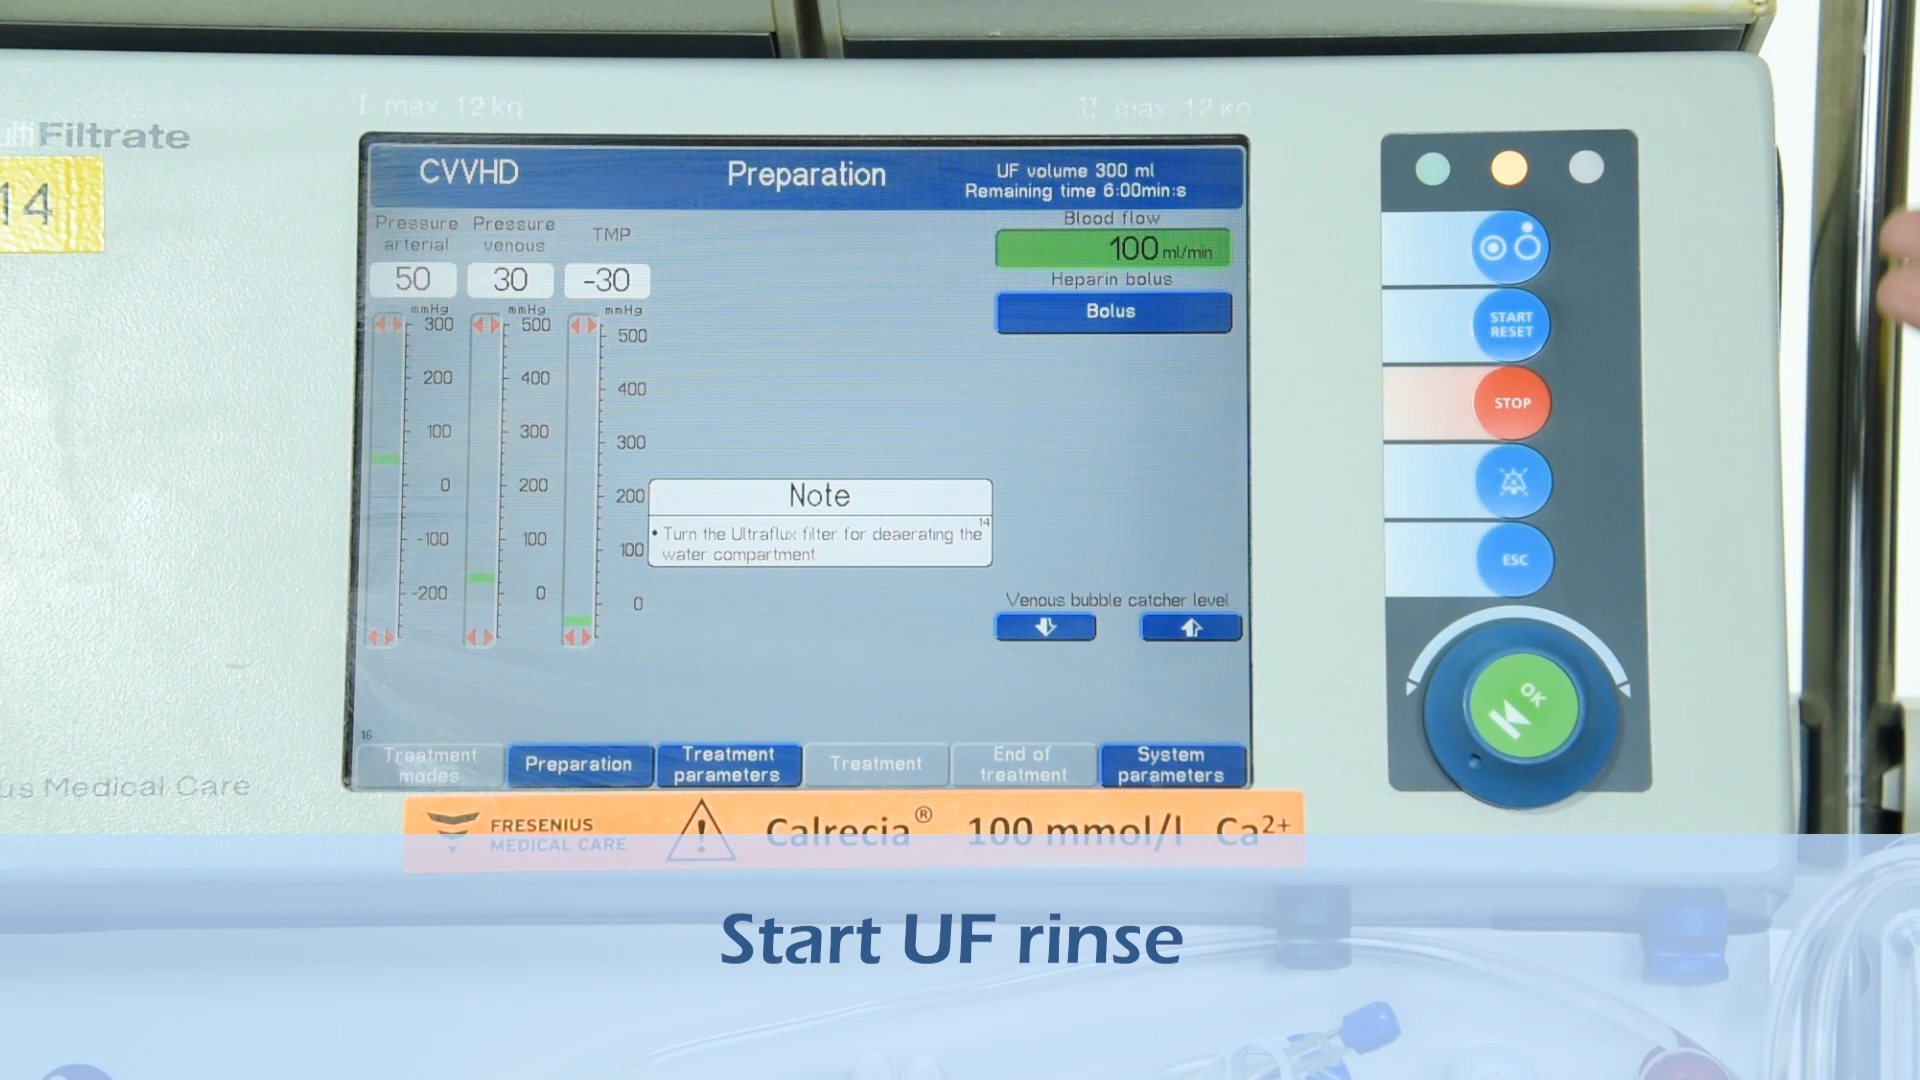 I max. 12 kg
II max. 12 kg
Filtrate
14
CVVHD
Preparation
UF volume 300 ml
Remaining time 6:00min:s
Pressure arterial
Pressure venous
TMP
50
30
-30
mmHg
mmHg
mmHg
300
200
100
0
-100
-200
500
400
300
200
100
0
500
400
300
200
100
0
Blood flow
100 ml/min
Heparin bolus
Bolus
Note
14
• Turn the Ultraflux filter for deaerating the
water compartment
Venous bubble catcher level
16
Treatment modes
Preparation
Treatment parameters
Treatment
End of treatment
System parameters
START
RESET
STOP
ESC
OK
us Medical Care
FRESENIUS
MEDICAL CARE
Calrecia® 100 mmol/l Ca2+
Start UF rinse